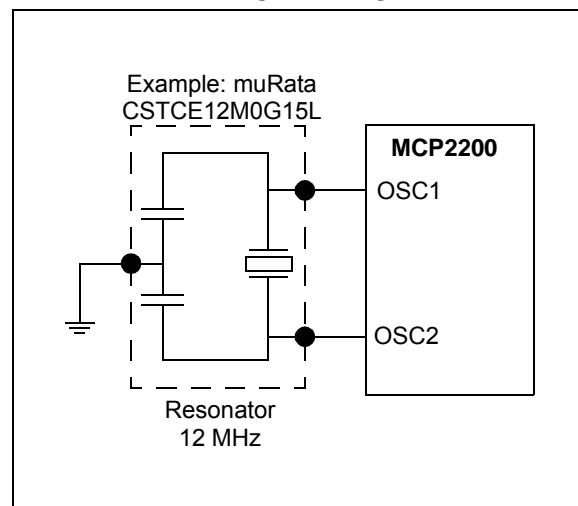 Example: muRata
CSTCE12M0G15L
MCP2200
OSC1
OSC2
Resonator
12 MHz